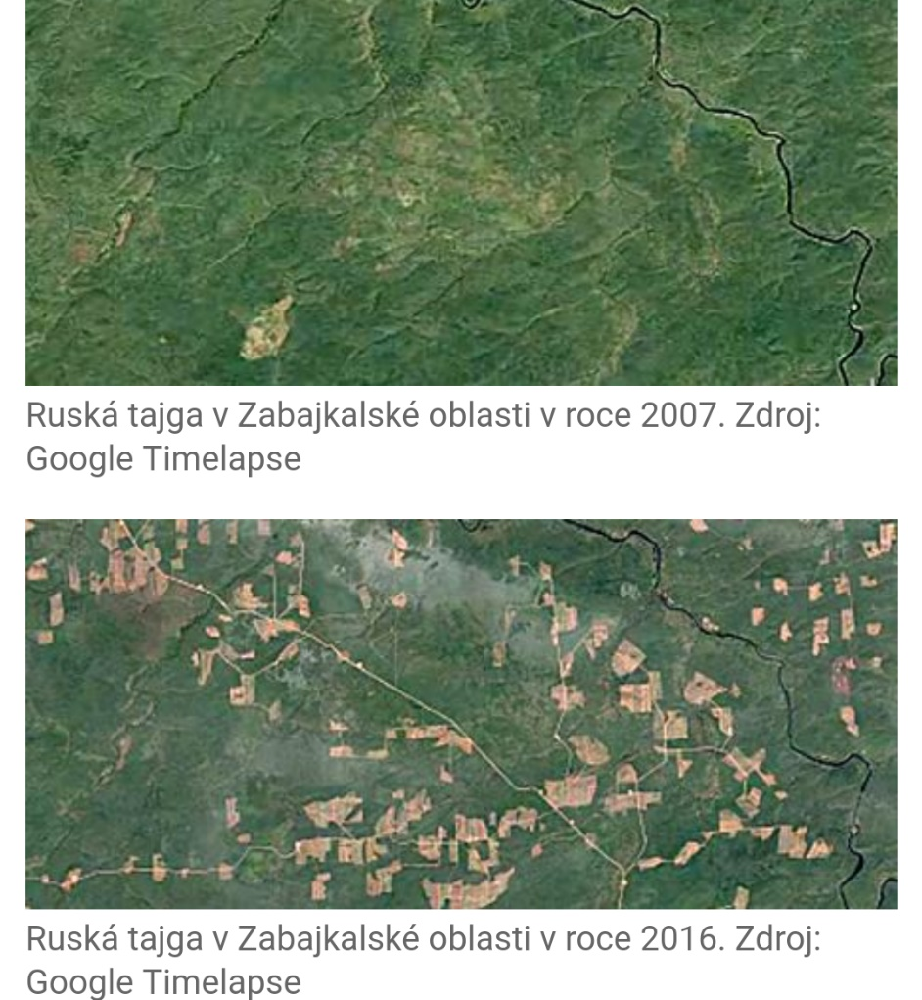 Ruská tajga v Zabajkalské oblasti v roce 2007. Zdroj:
Google Timelapse
Ruská tajga v Zabajkalské oblasti v roce 2016. Zdroj:
Google Timelapse